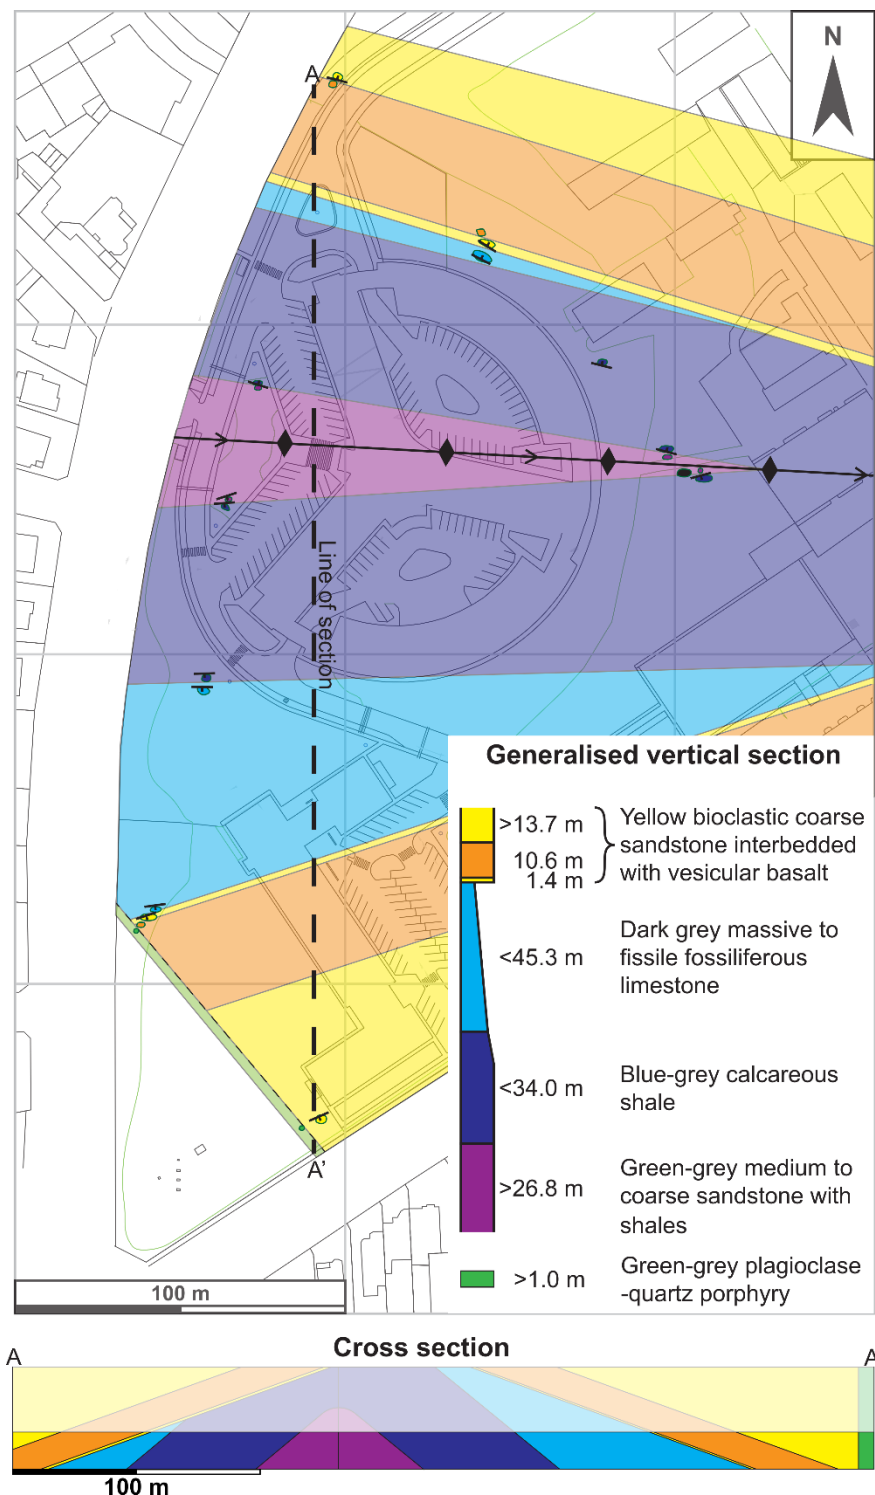 N
A
Line of section
A'
Generalised vertical section
>13.7 m
10.6 m
1.4 m
Yellow bioclastic coarse
sandstone interbedded
with vesicular basalt
<45.3 m
Dark grey massive to
fissile fossiliferous
limestone
<34.0 m
Blue-grey calcareous
shale
>26.8 m
Green-grey medium to
coarse sandstone with
shales
>1.0 m
Green-grey plagioclase
-quartz porphyry
100 m
Cross section
A
A
100 m